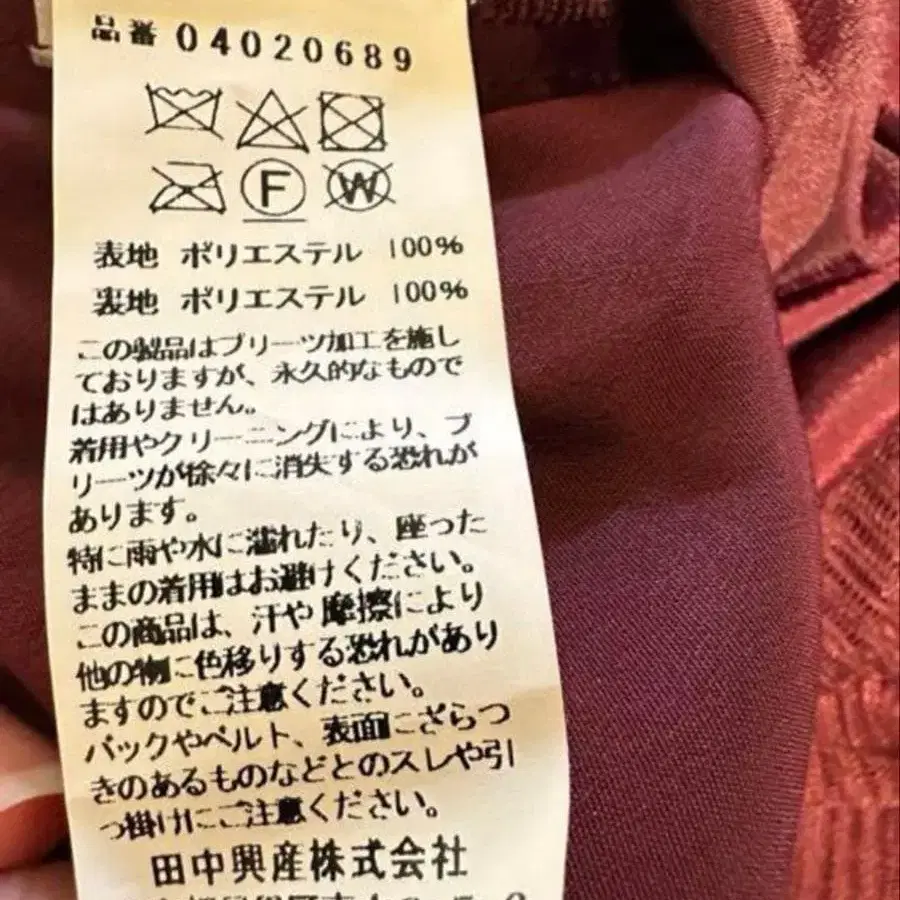 品番 04020689
F W
表地 ポリエステル 100%
裏地 ポリエステル 100%
この製品はプリーツ加工を施し
ておりますが、永久的なもので
はありません。
着用やクリーニングにより、プ
リーツが徐々に消失する恐れが
あります。
特に雨や水に濡れたり、座った
ままの着用はお避けください。
この商品は、汗や摩擦により
他の物に色移りする恐れがあり
ますのでご注意ください。
バックやベルト、表面にざらつ
きのあるものなどとのスレや引
っ掛けにご注意ください。
田中興産株式会社